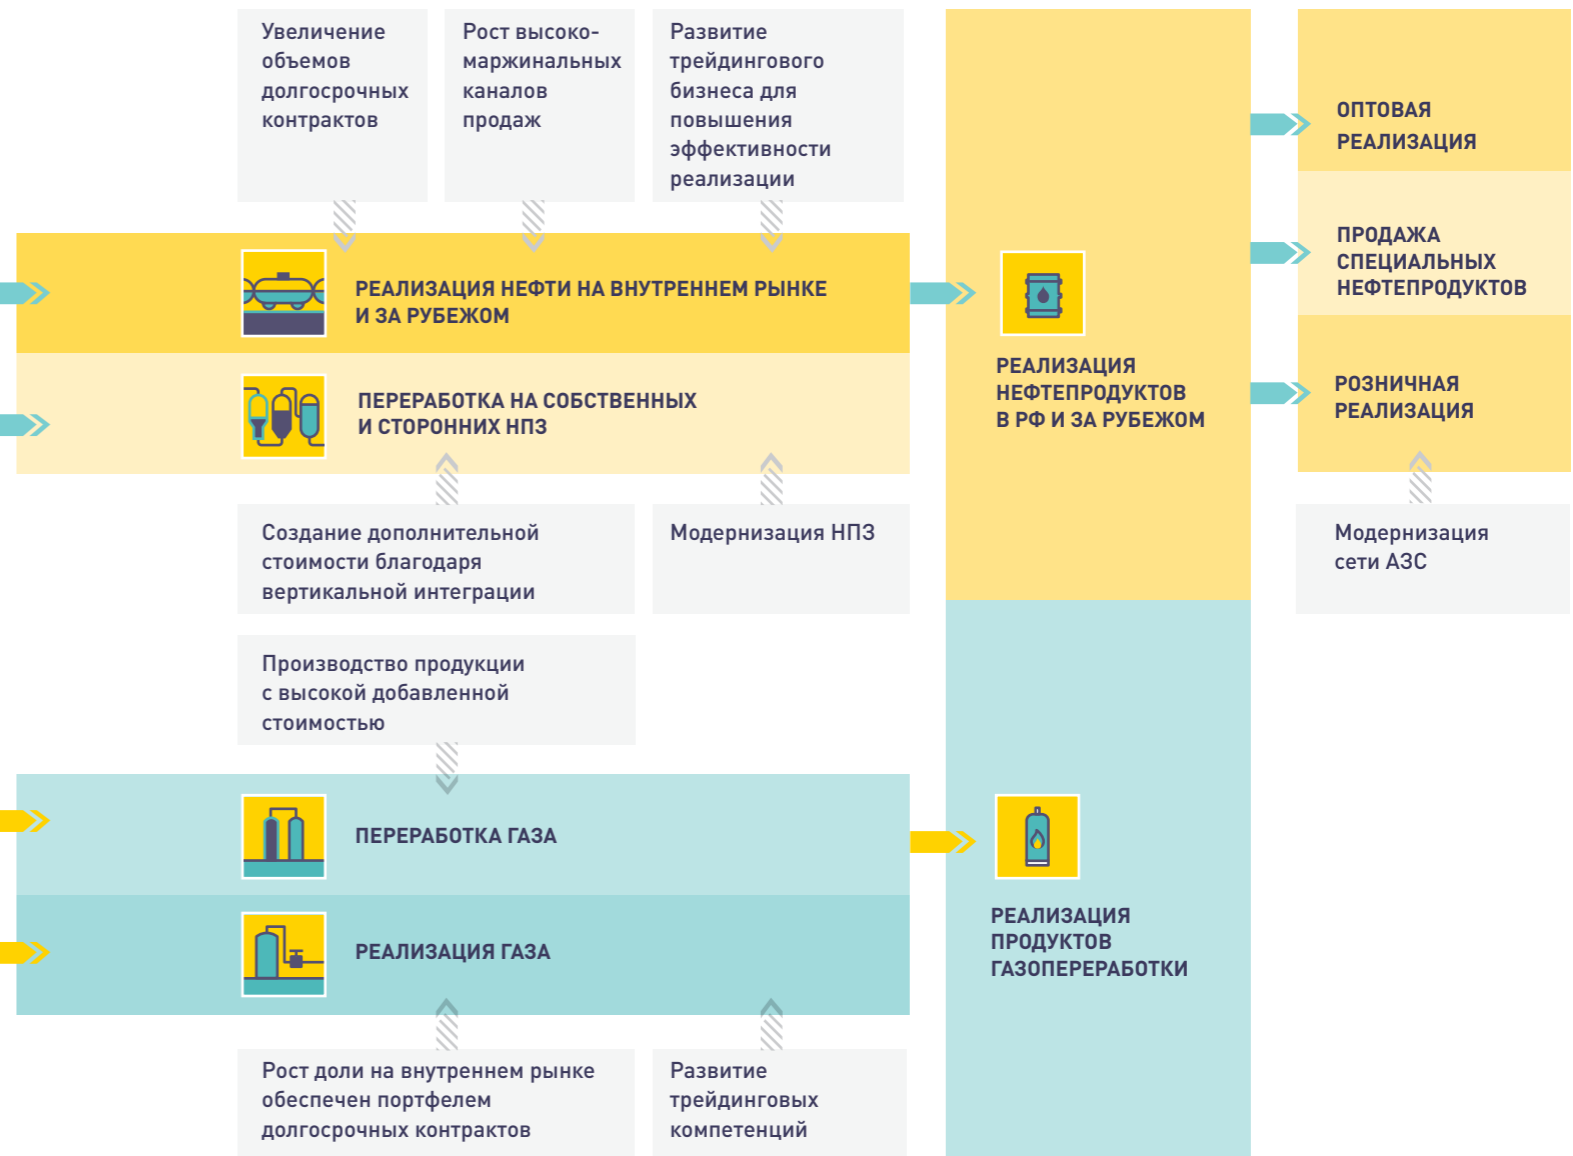 Увеличение
объемов
долгосрочных
контрактов
Рост высоко-
маржинальных
каналов
продаж
Развитие
трейдингового
бизнеса для
повышения
эффективности
реализации
РЕАЛИЗАЦИЯ НЕФТИ НА ВНУТРЕННЕМ РЫНКЕ
И ЗА РУБЕЖОМ
ПЕРЕРАБОТКА НА СОБСТВЕННЫХ
И СТОРОННИХ НПЗ
Создание дополнительной
стоимости благодаря
вертикальной интеграции
Модернизация НПЗ
РЕАЛИЗАЦИЯ
НЕФТЕПРОДУКТОВ
В РФ И ЗА РУБЕЖОМ
ОПТОВАЯ
РЕАЛИЗАЦИЯ
ПРОДАЖА
СПЕЦИАЛЬНЫХ
НЕФТЕПРОДУКТОВ
РОЗНИЧНАЯ
РЕАЛИЗАЦИЯ
Модернизация
сети АЗС
Производство продукции
с высокой добавленной
стоимостью
ПЕРЕРАБОТКА ГАЗА
РЕАЛИЗАЦИЯ ГАЗА
РЕАЛИЗАЦИЯ
ПРОДУКТОВ
ГАЗОПЕРЕРАБОТКИ
Рост доли на внутреннем рынке
обеспечен портфелем
долгосрочных контрактов
Развитие
трейдинговых
компетенций